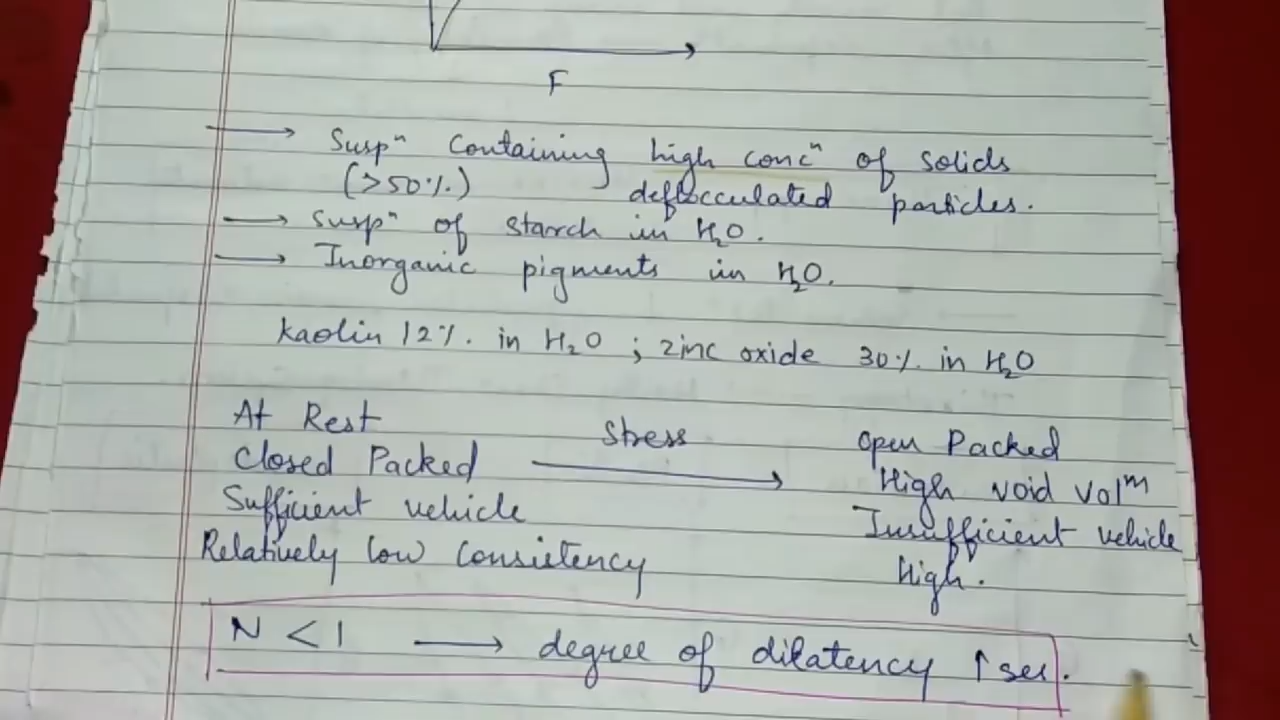 F
Suspⁿ Containing high concⁿ of solids
(>50%.) deflocculated particles.
Suspⁿ of starch in H₂O.
Inorganic pigments in H₂O.
Kaolin 12%. in H₂O ; zinc oxide 30%. in H₂O
At Rest Stress Open Packed
Closed Packed High void volᵐ
Sufficient vehicle Insufficient vehicle
Relatively low consistency High.
N < 1 → degree of dilatency ↑ses.